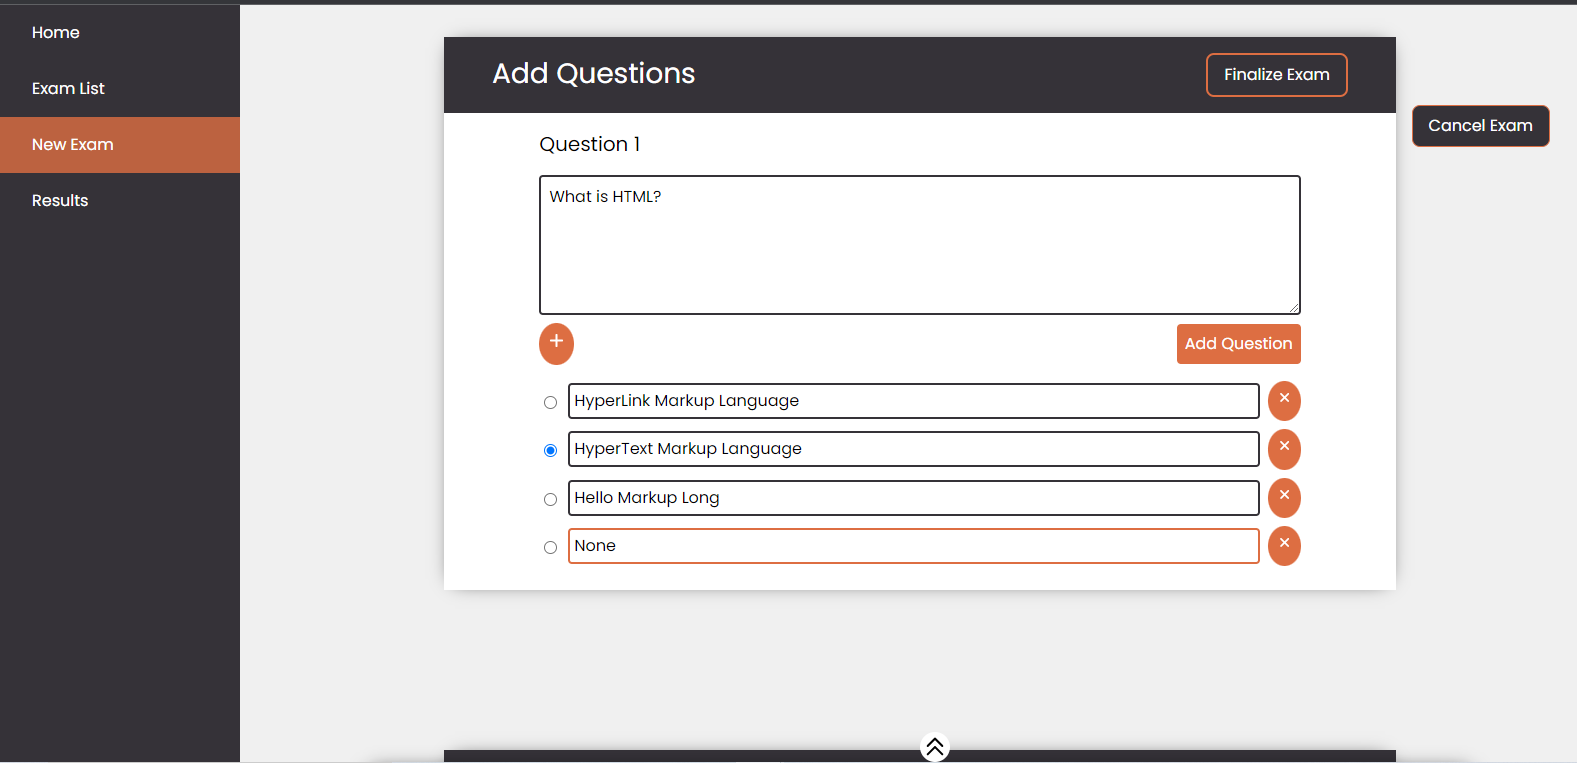 Home
Exam List
New Exam
Results
Add Questions
Finalize Exam
Cancel Exam
Question 1
What is HTML?
+
Add Question
HyperLink Markup Language
×
HyperText Markup Language
×
Hello Markup Long
×
None
×